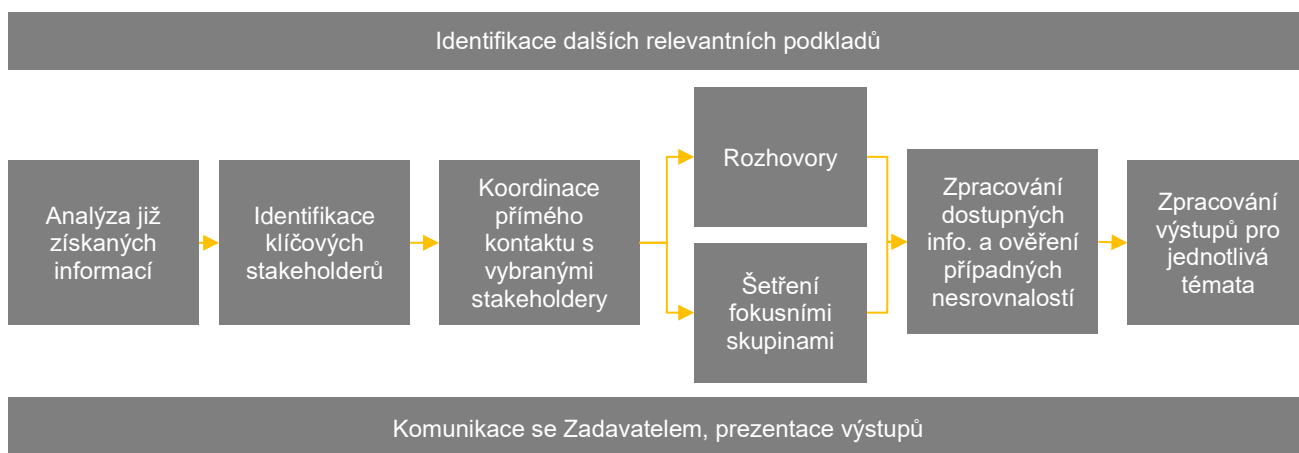 Identifikace dalších relevantních podkladů
Analýza již
získaných
informací
Identifikace
klíčových
stakeholderů
Koordinace
přímého
kontaktu s
vybranými
stakeholdery
Rozhovory
Šetření
fokusními
skupinami
Zpracování
dostupných
info. a ověření
případných
nesrovnalostí
Zpracování
výstupů pro
jednotlivá
témata
Komunikace se Zadavatelem, prezentace výstupů